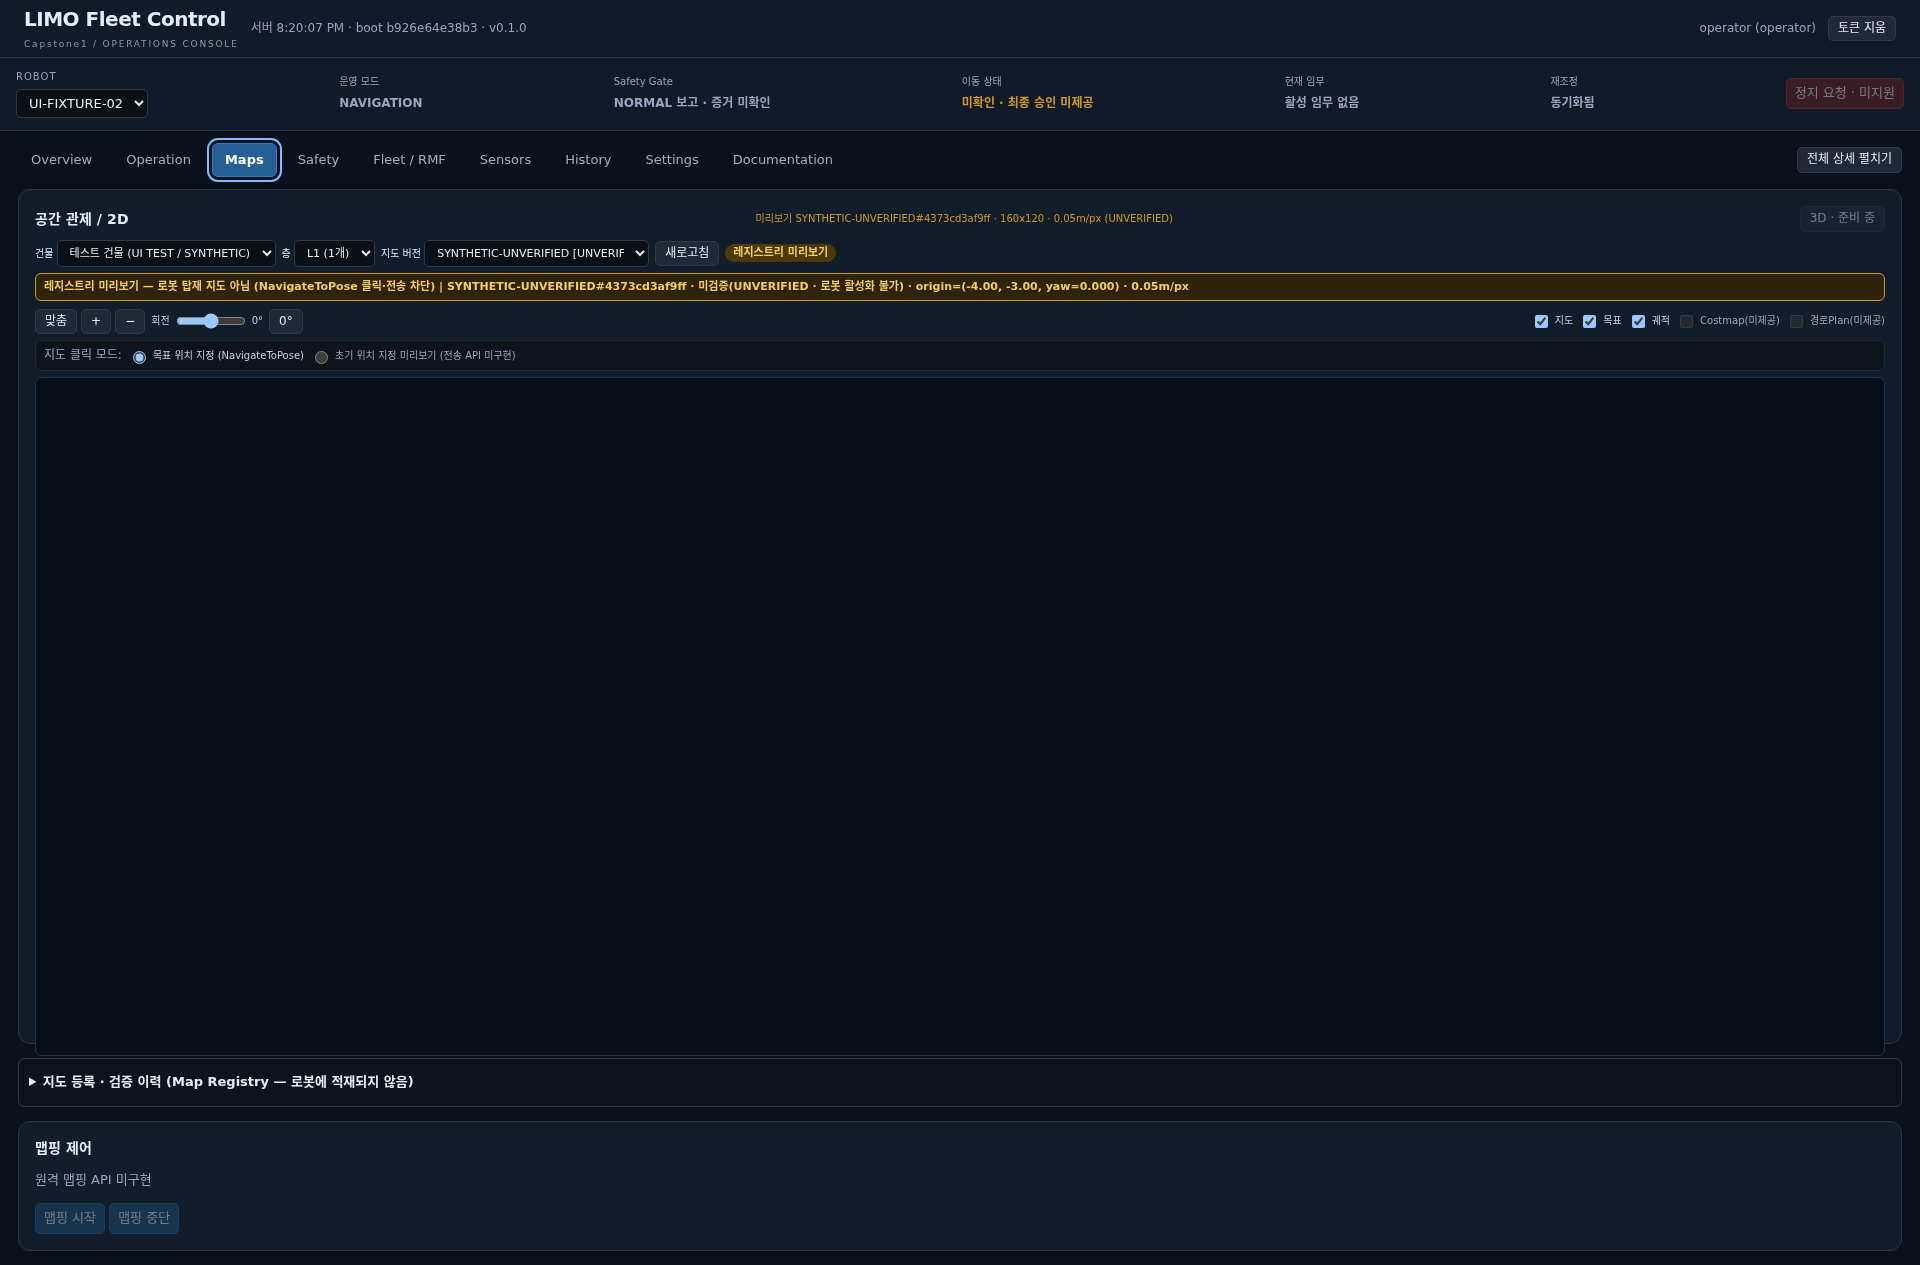 LIMO Fleet Control
Capstone1 / OPERATIONS CONSOLE
서버 8:20:07 PM · boot b926e64e38b3 · v0.1.0
operator (operator)
토큰 지움
ROBOT
UI-FIXTURE-02
운영 모드
NAVIGATION
Safety Gate
NORMAL 보고 · 증거 미확인
이동 상태
미확인 · 최종 승인 미제공
현재 임무
활성 임무 없음
재조정
동기화됨
정지 요청 · 미지원
Overview
Operation
Maps
Safety
Fleet / RMF
Sensors
History
Settings
Documentation
전체 상세 펼치기
공간 관제 / 2D
미리보기 SYNTHETIC-UNVERIFIED#4373cd3af9ff · 160x120 · 0.05m/px (UNVERIFIED)
3D · 준비 중
건물
테스트 건물 (UI TEST / SYNTHETIC)
층
L1 (1개)
지도 버전
SYNTHETIC-UNVERIFIED [UNVERIF
새로고침
레지스트리 미리보기
레지스트리 미리보기 — 로봇 탑재 지도 아님 (NavigateToPose 클릭·전송 차단) | SYNTHETIC-UNVERIFIED#4373cd3af9ff · 미검증(UNVERIFIED · 로봇 활성화 불가) · origin=(-4.00, -3.00, yaw=0.000) · 0.05m/px
맞춤
+
−
회전
0°
0°
지도
목표
궤적
Costmap(미제공)
경로Plan(미제공)
지도 클릭 모드:
목표 위치 지정 (NavigateToPose)
초기 위치 지정 미리보기 (전송 API 미구현)
지도 등록 · 검증 이력 (Map Registry — 로봇에 적재되지 않음)
맵핑 제어
원격 맵핑 API 미구현
맵핑 시작
맵핑 중단